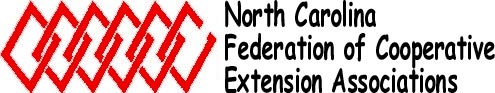 North Carolina
Federation of Cooperative
Extension Associations